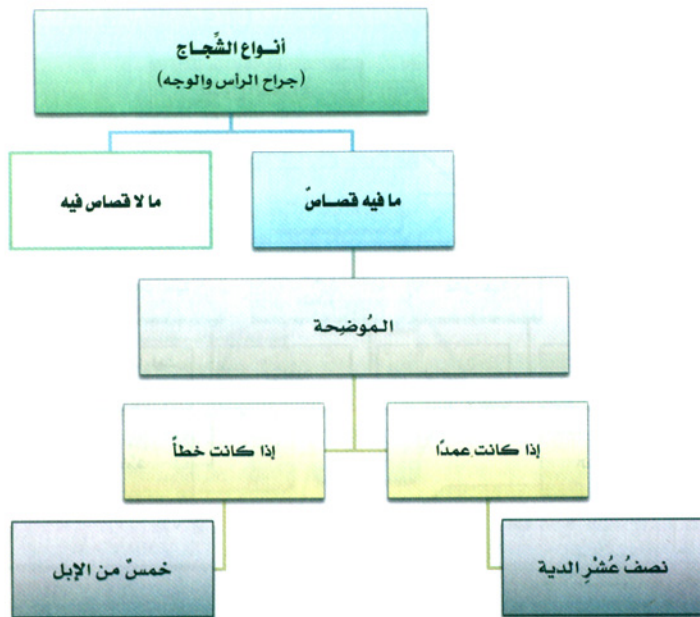 أنواع الشِّجاج
(جراح الرأس والوجه)
ما فيه قصاصٌ
ما لا قصاص فيه
المُوضِحة
إذا كانت عمدًا
إذا كانت خطأً
نصفُ عُشْرِ الدية
خمسٌ من الإبل